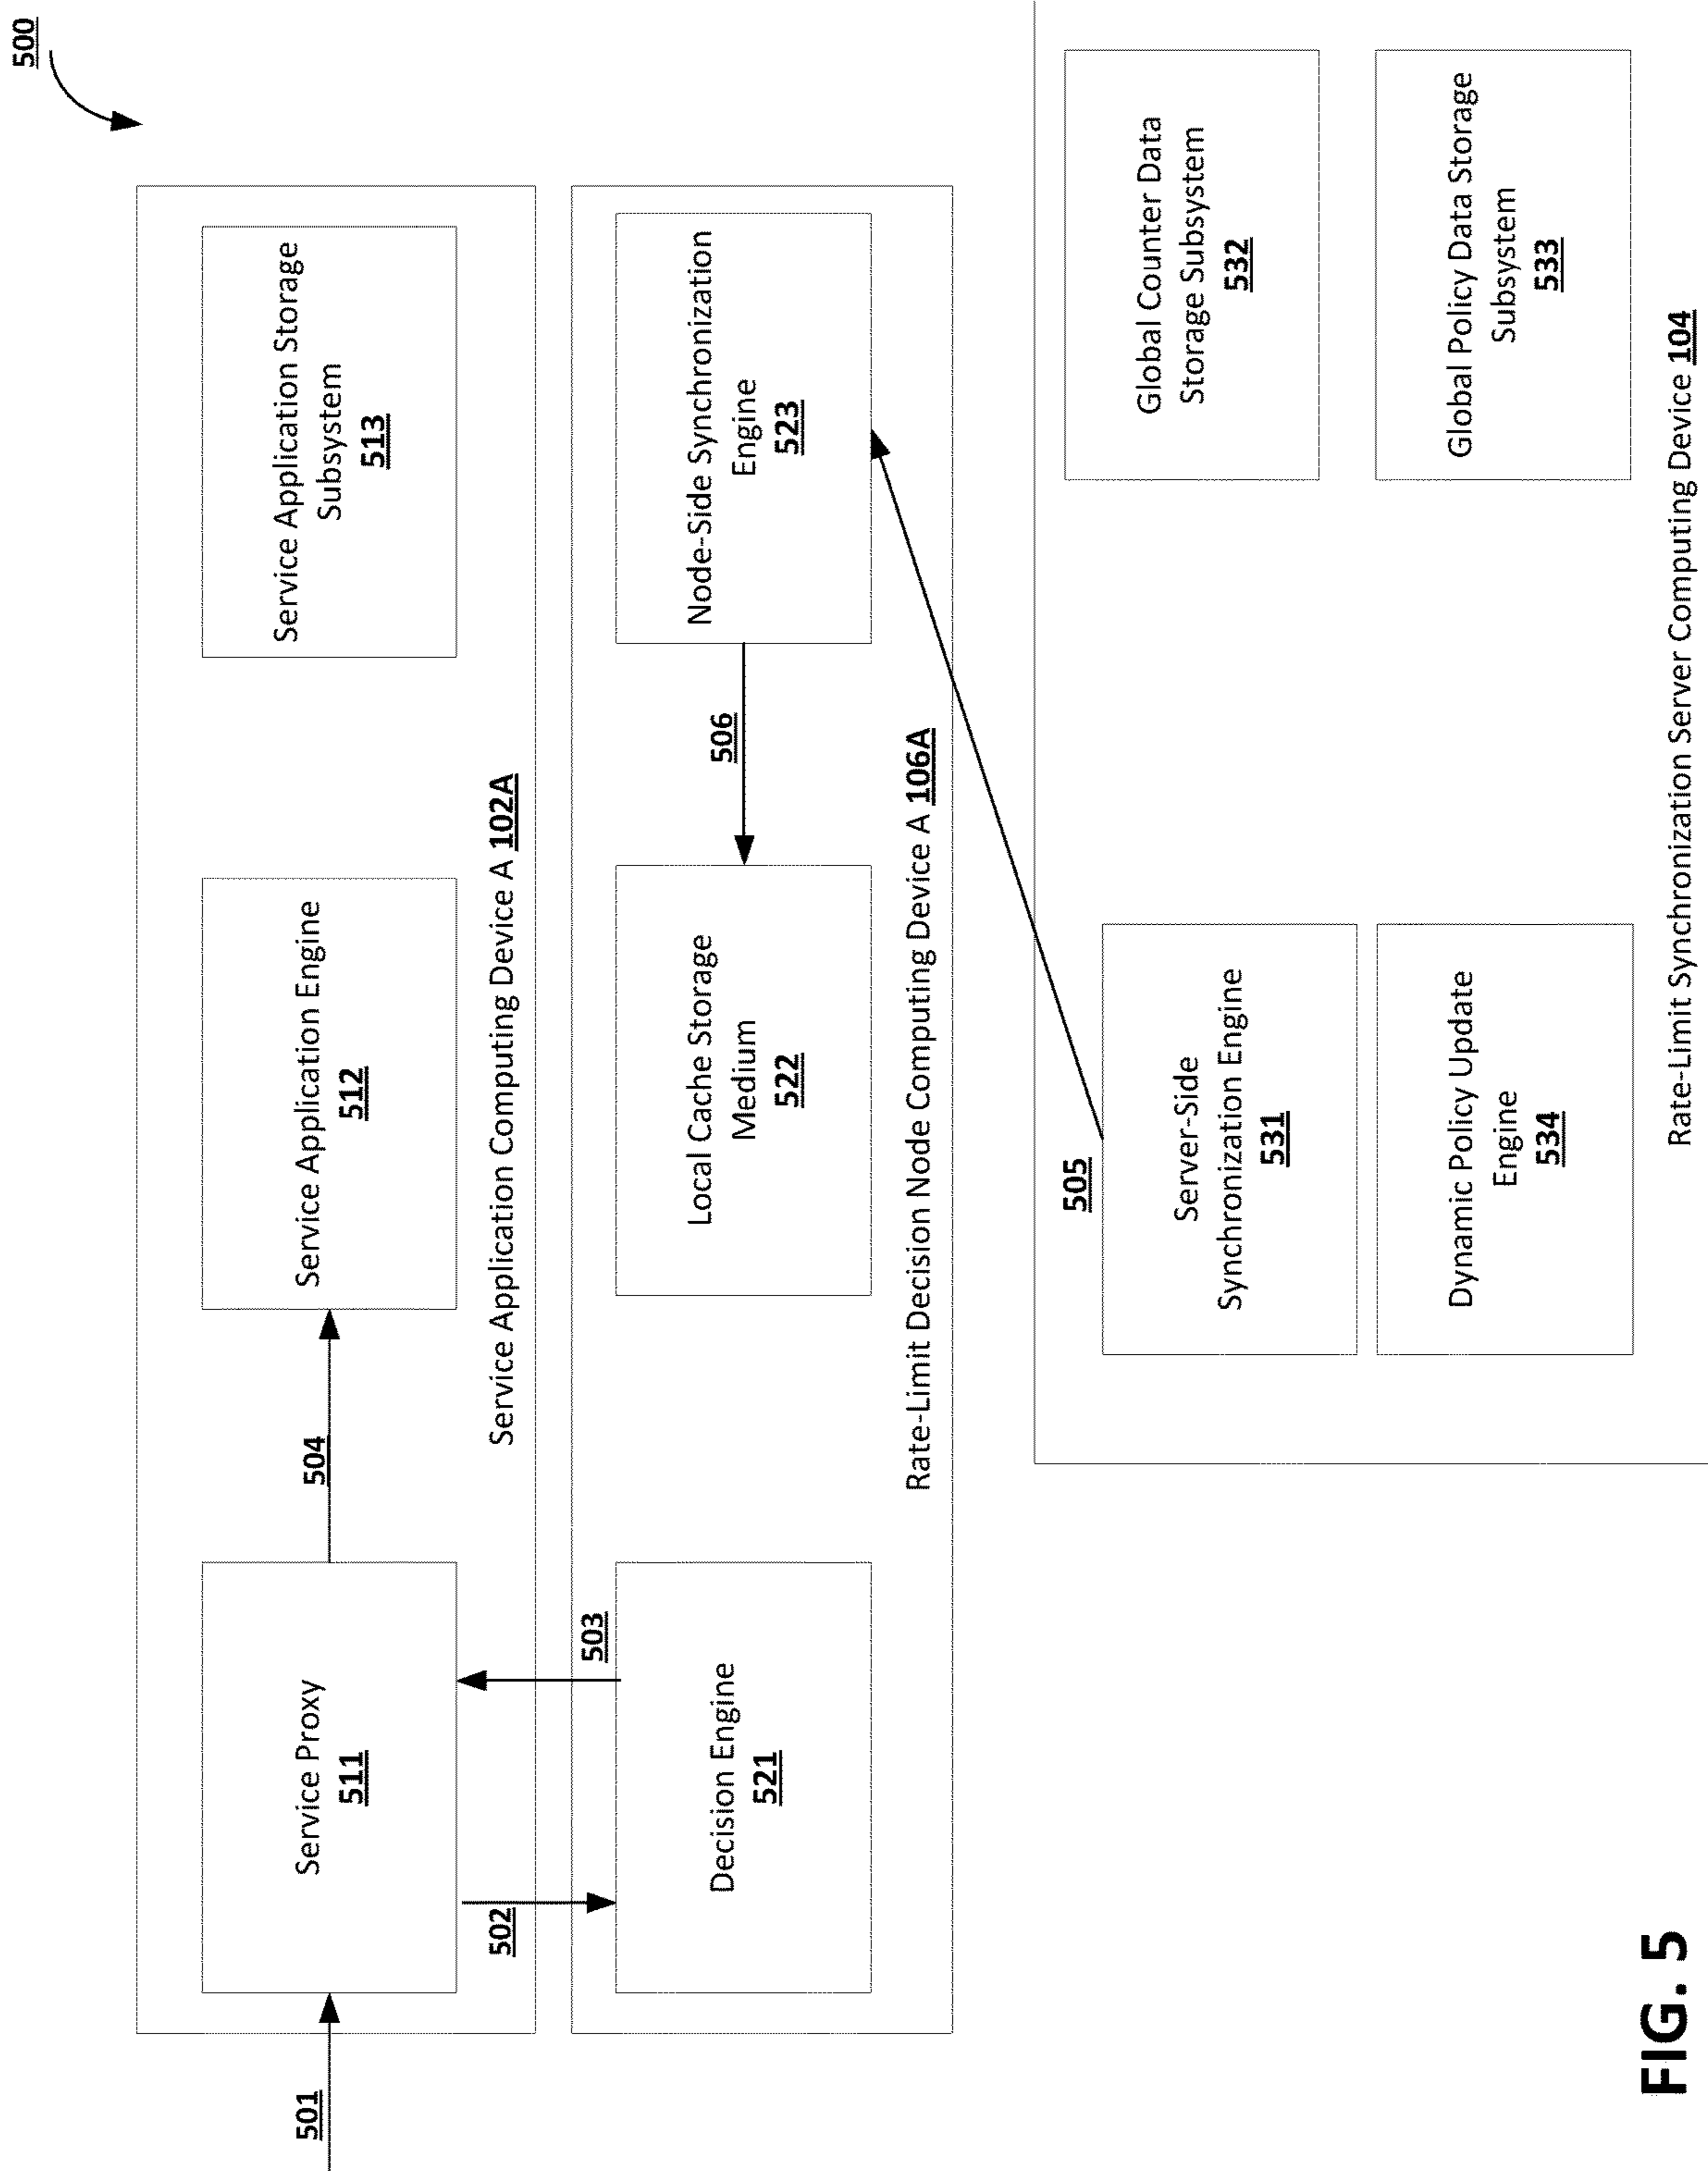 500
501
Service Proxy
511
504
Service Application Engine
512
Service Application Storage
Subsystem
513
Service Application Computing Device A 102A
502
503
Decision Engine
521
Local Cache Storage
Medium
522
506
Node-Side Synchronization
Engine
523
Rate-Limit Decision Node Computing Device A 106A
505
Server-Side
Synchronization Engine
531
Global Counter Data
Storage Subsystem
532
Dynamic Policy Update
Engine
534
Global Policy Data Storage
Subsystem
533
Rate-Limit Synchronization Server Computing Device 104
FIG. 5